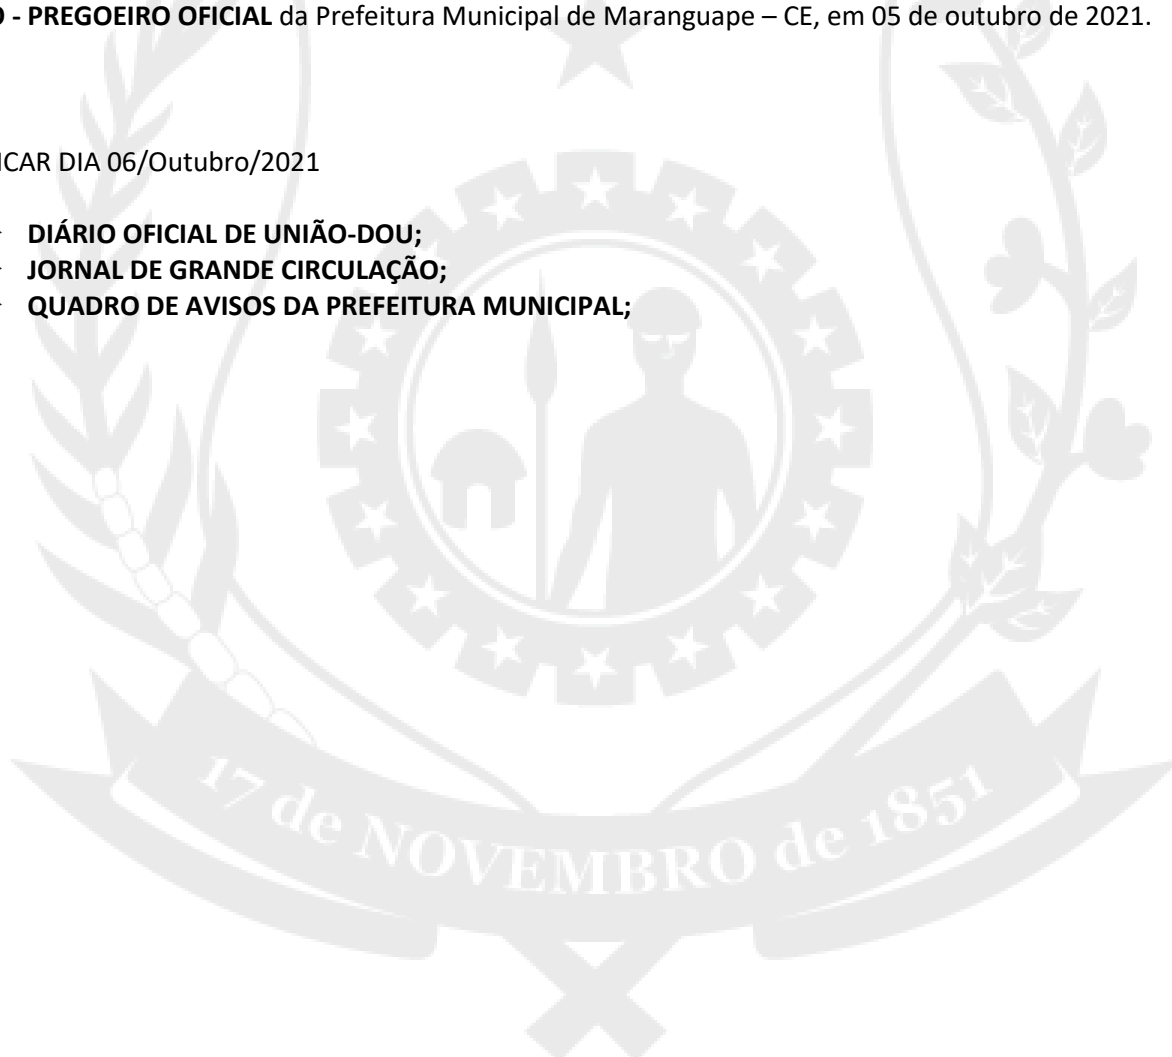 O - PREGOEIRO OFICIAL da Prefeitura Municipal de Maranguape – CE, em 05 de outubro de 2021.
ICAR DIA 06/Outubro/2021
DIÁRIO OFICIAL DE UNIÃO-DOU;
JORNAL DE GRANDE CIRCULAÇÃO;
QUADRO DE AVISOS DA PREFEITURA MUNICIPAL;
17 de NOVEMBRO de 1851